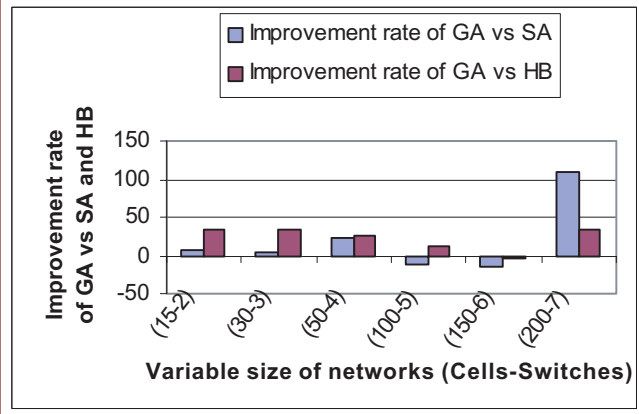 Improvement rate of GA vs SA
Improvement rate of GA vs HB
Improvement rate
of GA vs SA and HB
150
100
50
0
-50
(15-2)
(30-3)
(50-4)
(100-5)
(150-6)
(200-7)
Variable size of networks (Cells-Switches)